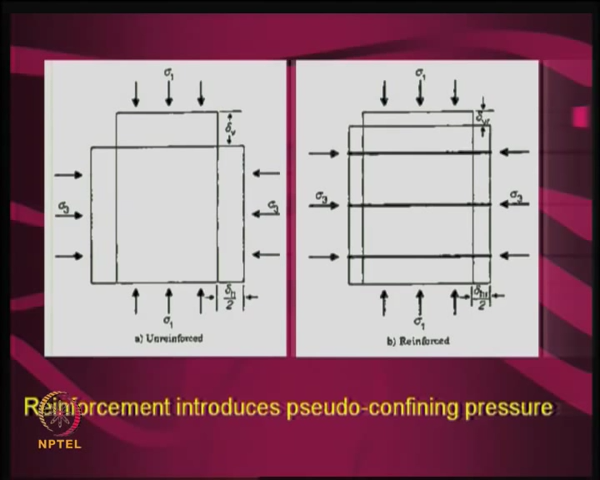 σ₁
δᵥ
σ₃
σ₃
δₕ
2
σ₁
a) Unreinforced
σ₁
δᵥᵣ
σ₃
σ₃
δₕᵣ
2
σ₁
b) Reinforced
Reinforcement introduces pseudo-confining pressure
NPTEL